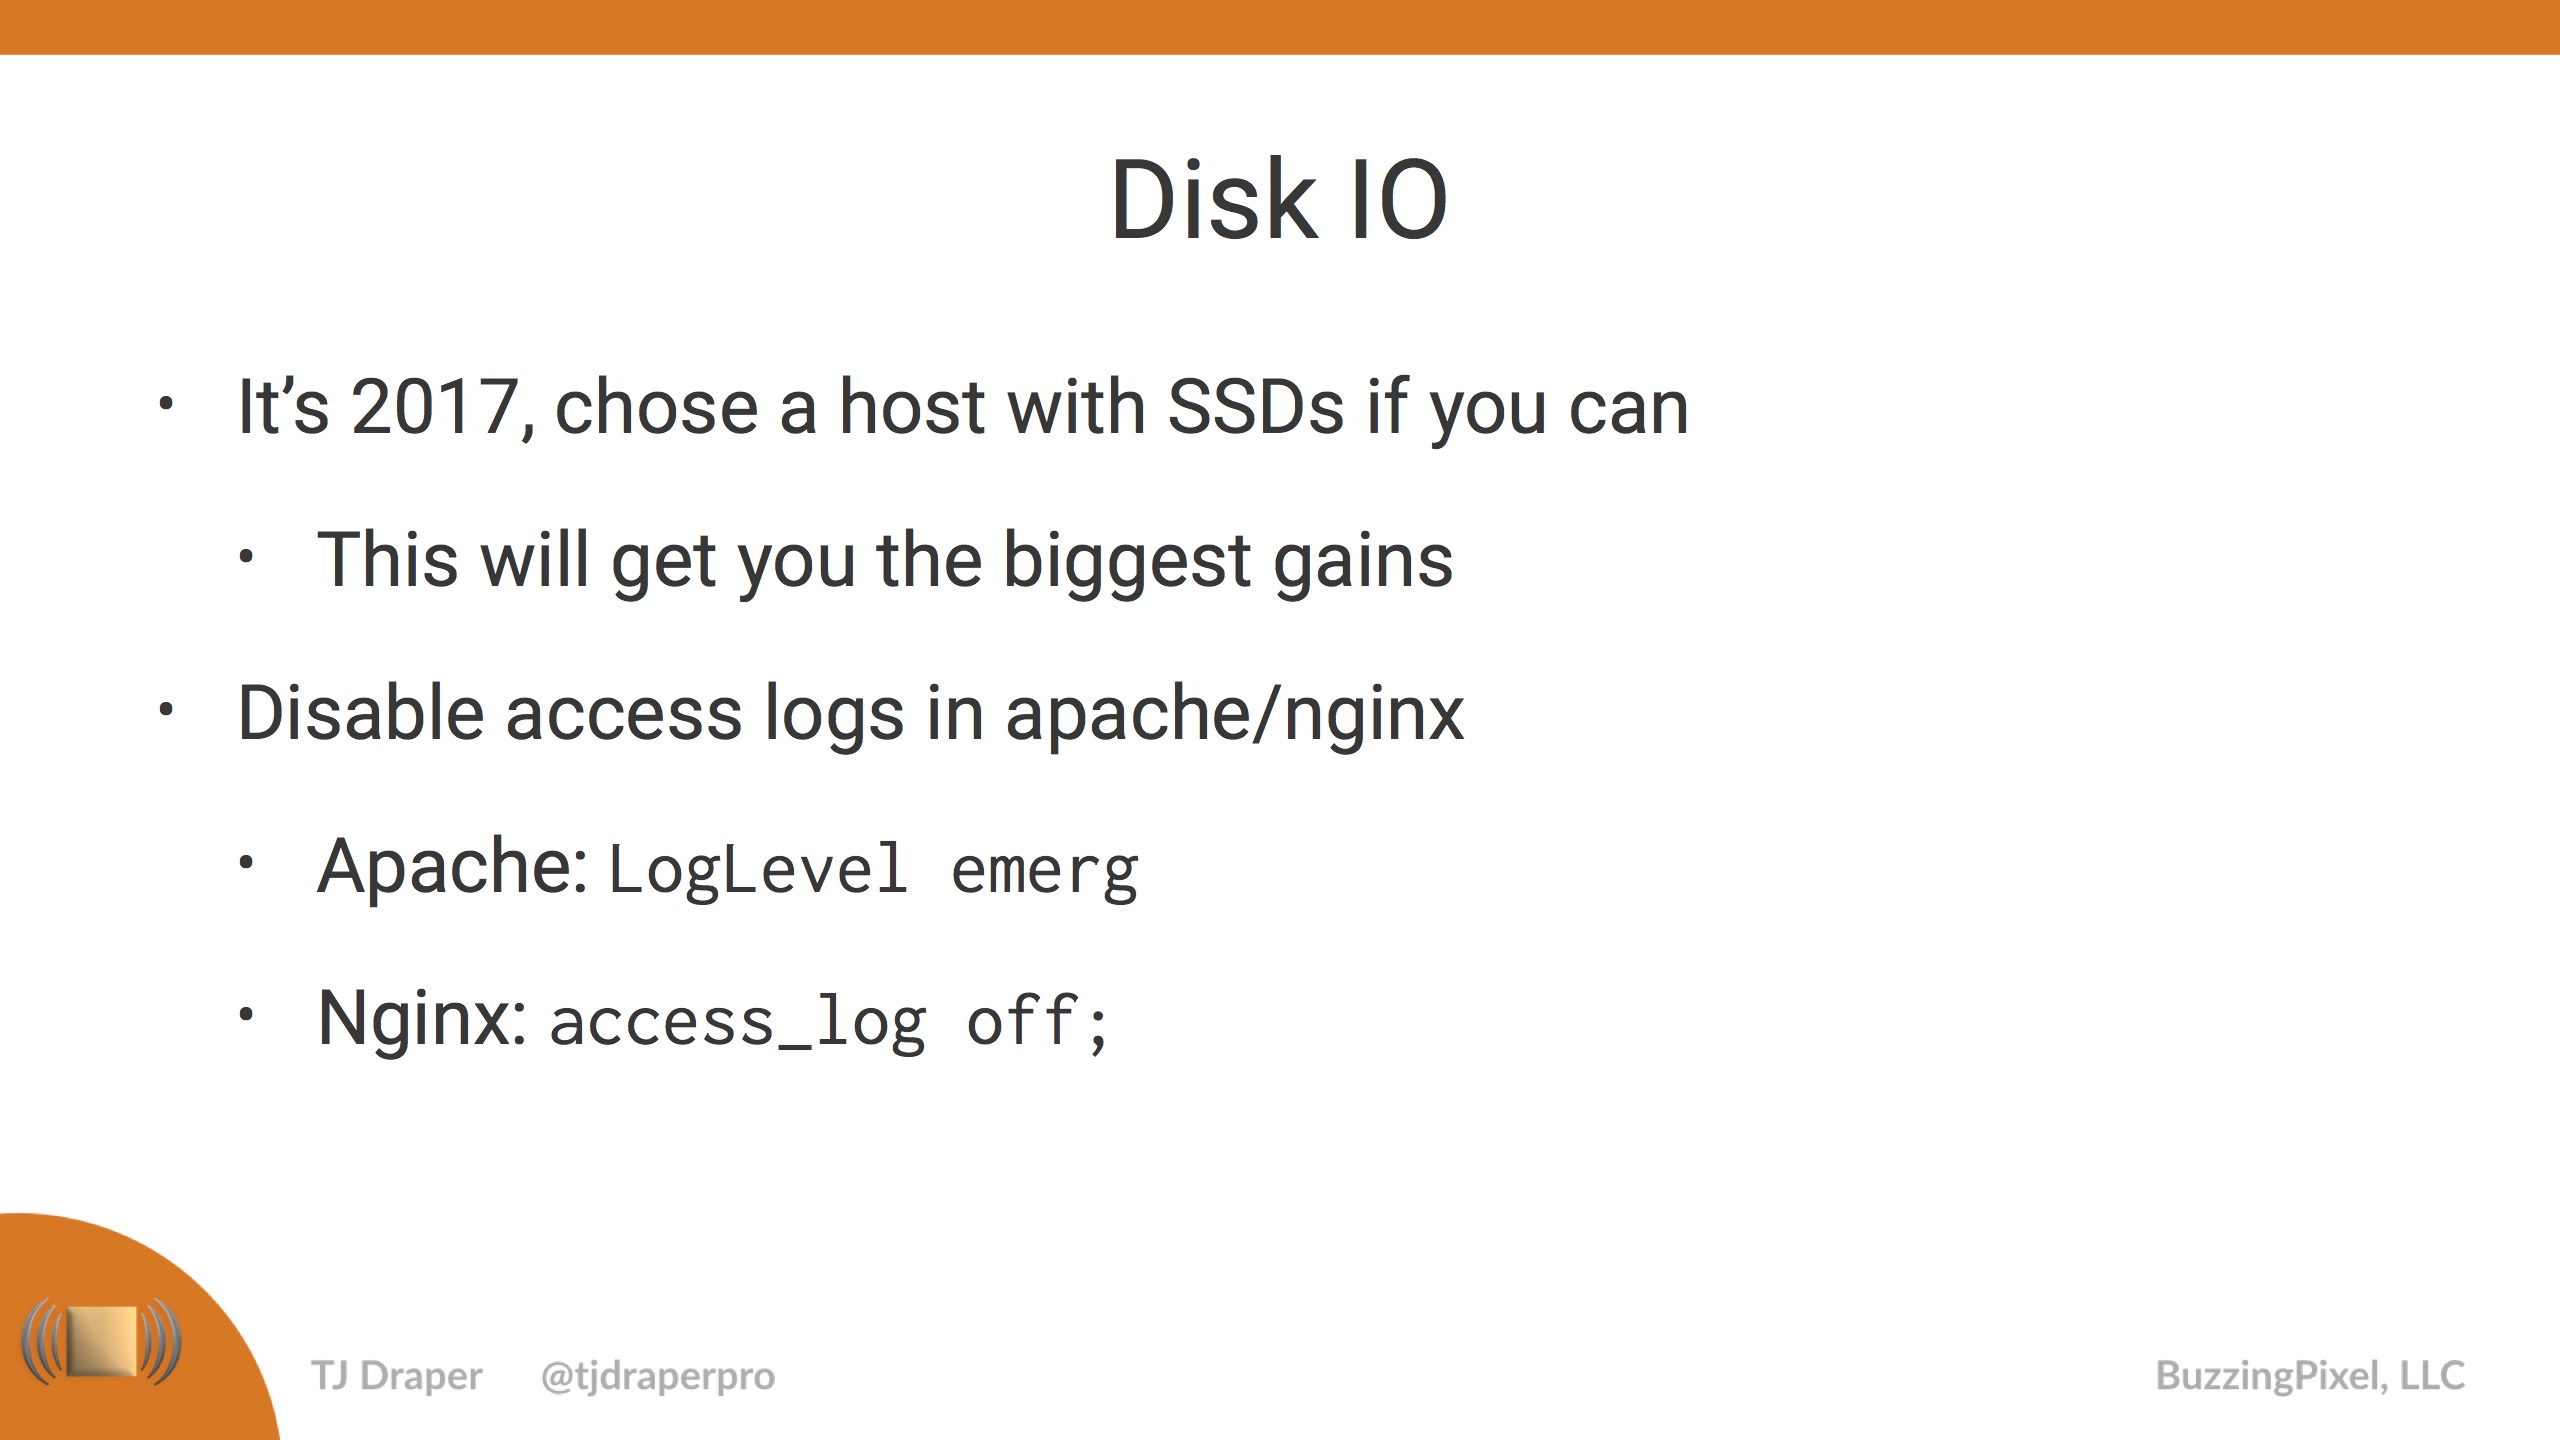 Disk IO
• It’s 2017, chose a host with SSDs if you can
• This will get you the biggest gains
• Disable access logs in apache/nginx
• Apache: LogLevel emerg
• Nginx: access_log off;
TJ Draper @tjdraperpro BuzzingPixel, LLC